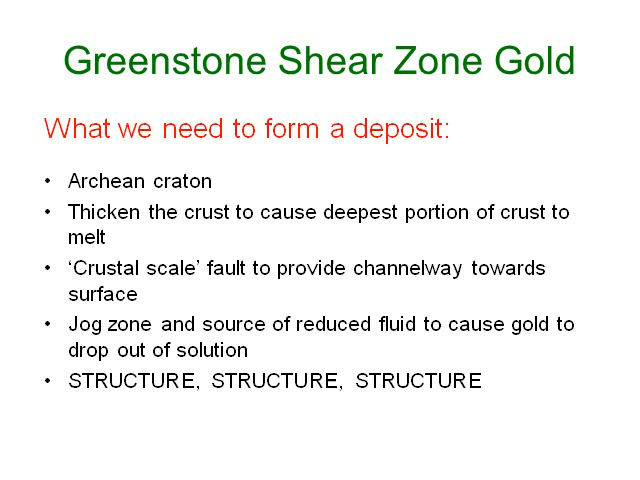 Greenstone Shear Zone Gold
What we need to form a deposit:
• Archean craton
• Thicken the crust to cause deepest portion of crust to
melt
• ‘Crustal scale’ fault to provide channelway towards
surface
• Jog zone and source of reduced fluid to cause gold to
drop out of solution
• STRUCTURE, STRUCTURE, STRUCTURE